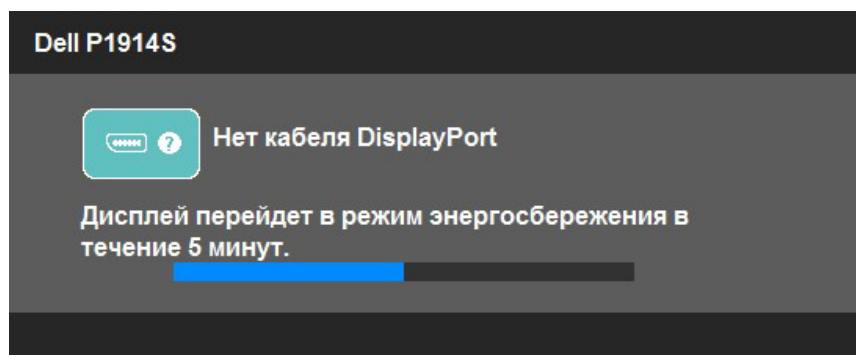 Dell P1914S
Нет кабеля DisplayPort
Дисплей перейдет в режим энергосбережения в
течение 5 минут.